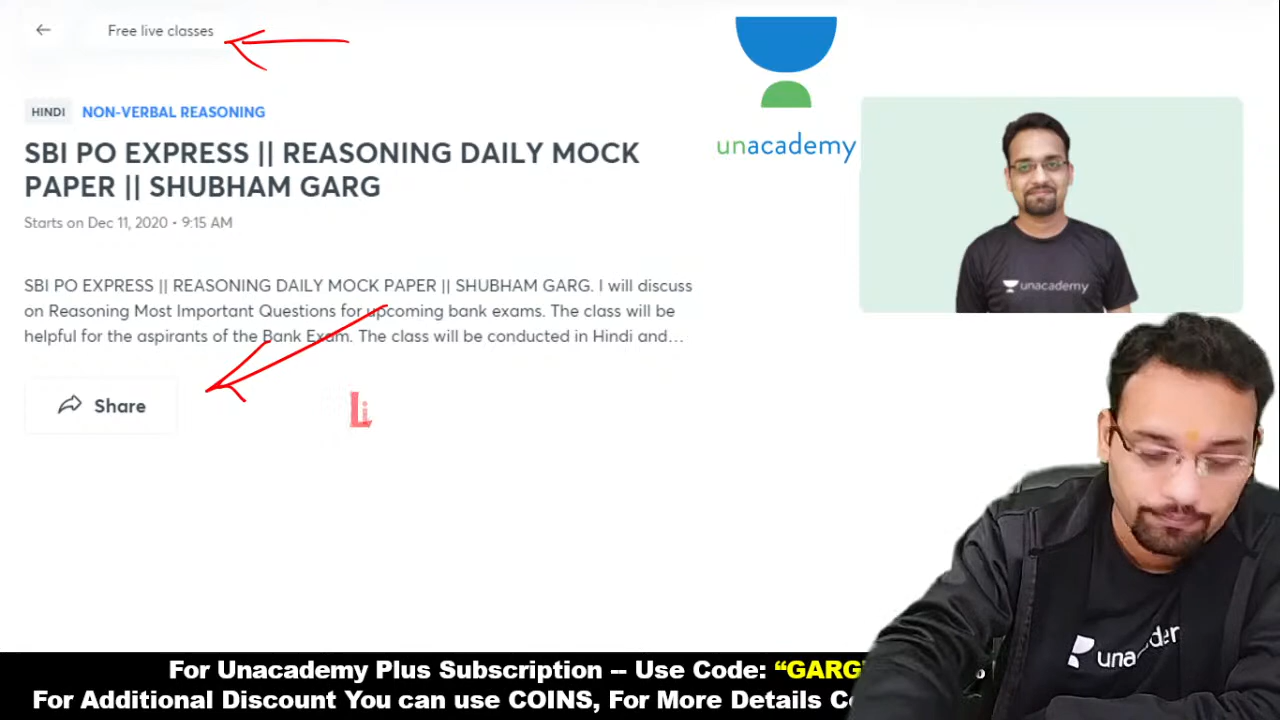 Free live classes
HINDI NON-VERBAL REASONING
SBI PO EXPRESS || REASONING DAILY MOCK
PAPER || SHUBHAM GARG
Starts on Dec 11, 2020 • 9:15 AM
SBI PO EXPRESS || REASONING DAILY MOCK PAPER || SHUBHAM GARG. I will discuss
on Reasoning Most Important Questions for upcoming bank exams. The class will be
helpful for the aspirants of the Bank Exam. The class will be conducted in Hindi and…
Share
Li
unacademy
unacademy
For Unacademy Plus Subscription -- Use Code: “GARG
For Additional Discount You can use COINS, For More Details